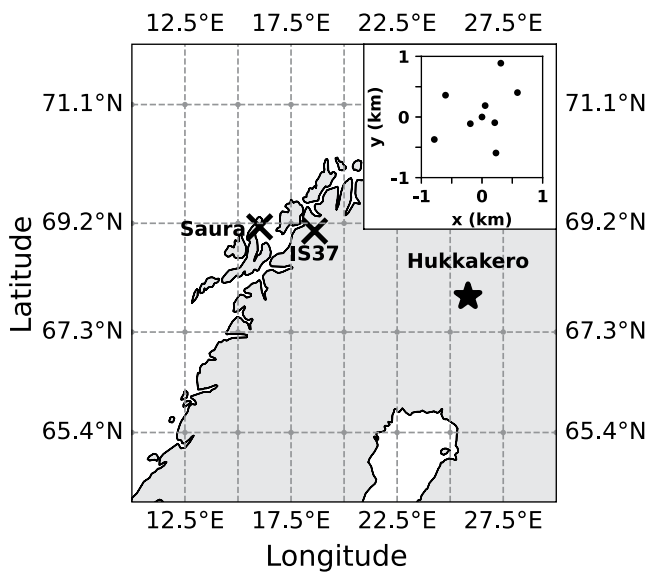 12.5°E 17.5°E 22.5°E 27.5°E
71.1°N
1
0
-1
y (km)
-1 0 1
x (km)
71.1°N
69.2°N
Saura
IS37
69.2°N
Hukkakero
Latitude
67.3°N
67.3°N
65.4°N
65.4°N
12.5°E 17.5°E 22.5°E 27.5°E
Longitude